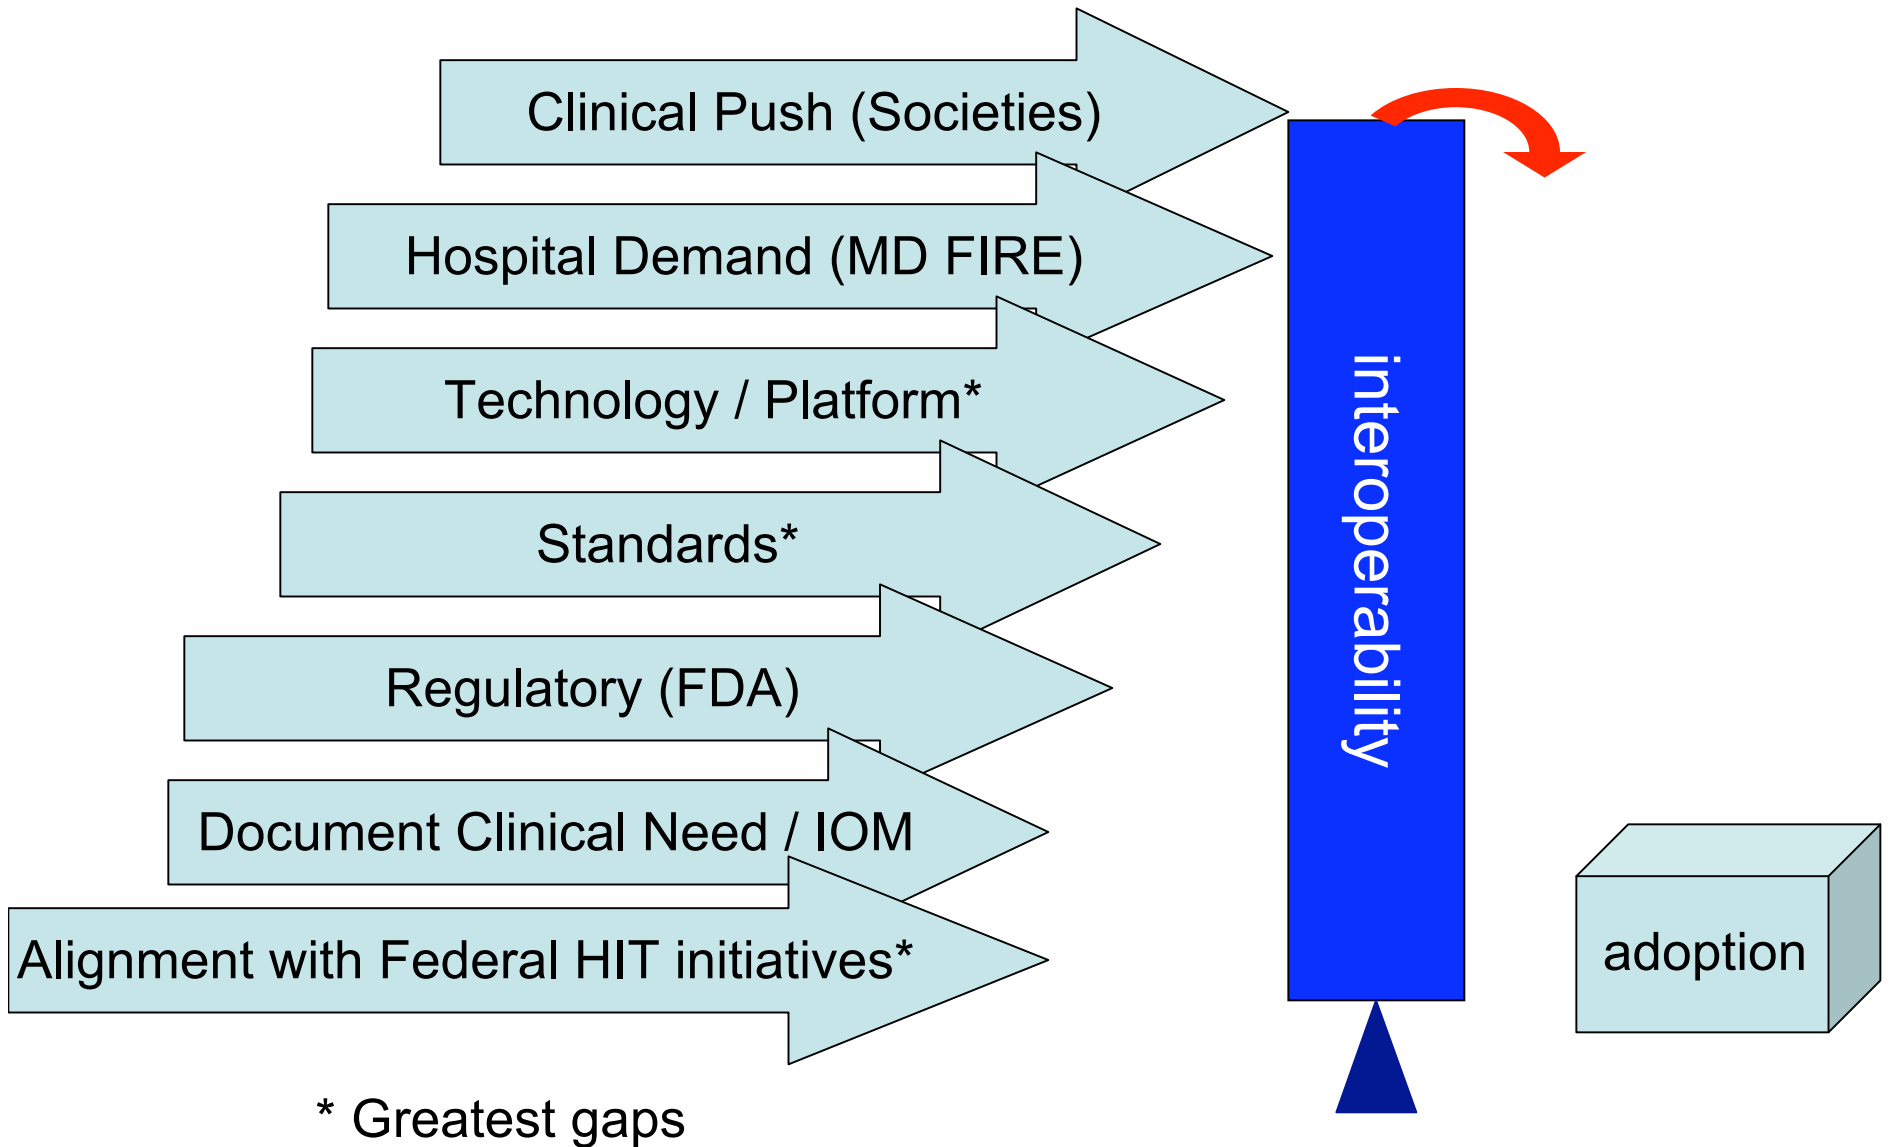 Clinical Push (Societies)
Hospital Demand (MD FIRE)
Technology / Platform*
Standards*
Regulatory (FDA)
Document Clinical Need / IOM
Alignment with Federal HIT initiatives*
* Greatest gaps
interoperability
adoption